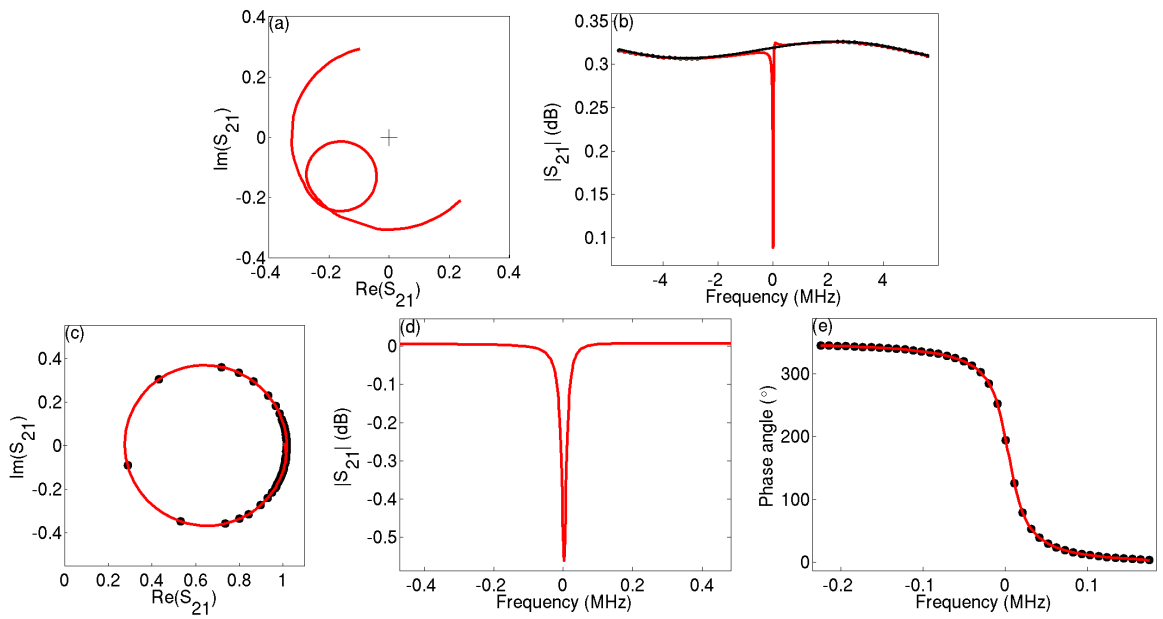 (a)
0.4
0.2
0
-0.2
-0.4
Im(S21)
-0.4 -0.2 0 0.2 0.4
Re(S21)
(b)
0.35
0.3
0.25
0.2
0.15
0.1
|S21| (dB)
-4 -2 0 2 4
Frequency (MHz)
(c)
0.4
0.2
0
-0.2
-0.4
Im(S21)
0 0.2 0.4 0.6 0.8 1
Re(S21)
(d)
0
-0.1
-0.2
-0.3
-0.4
-0.5
|S21| (dB)
-0.4 -0.2 0 0.2 0.4
Frequency (MHz)
(e)
300
200
100
0
Phase angle (°)
-0.2 -0.1 0 0.1
Frequency (MHz)